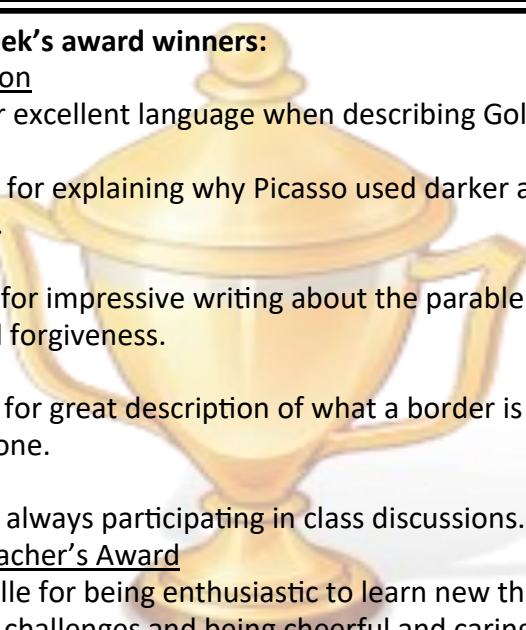 ek's award winners:
on
r excellent language when describing Gol
for explaining why Picasso used darker a
.
for impressive writing about the parable
l forgiveness.
for great description of what a border is
one.
always participating in class discussions.
acher's Award
lle for being enthusiastic to learn new th
challenges and being cheerful and caring